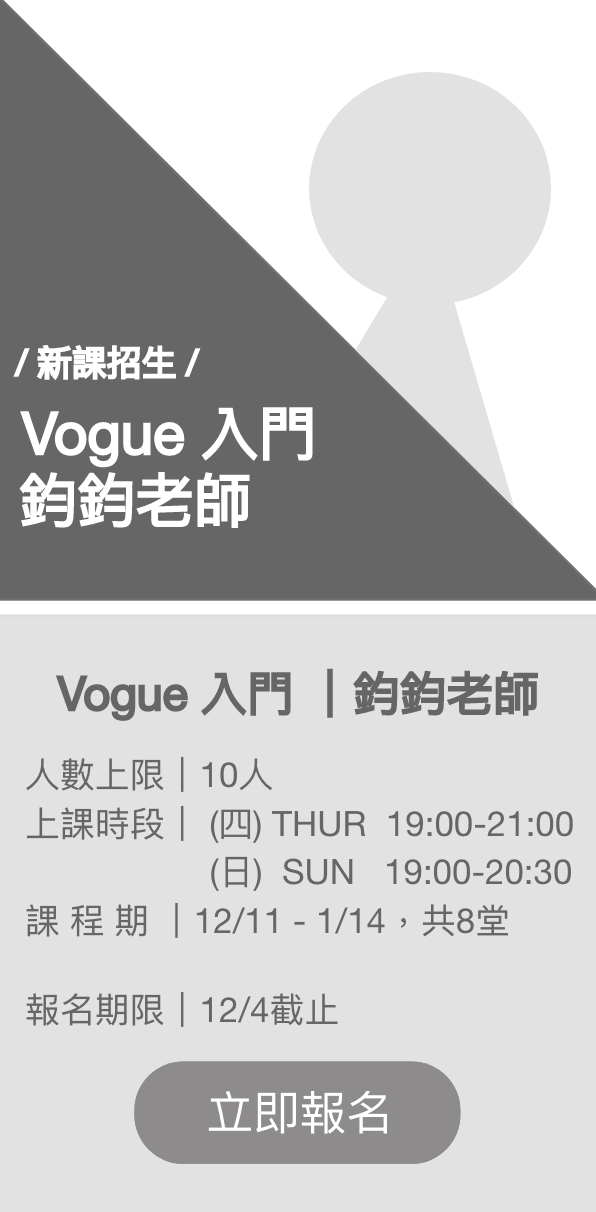 / 新課招生 /
Vogue 入門
鈞鈞老師
Vogue 入門 ｜鈞鈞老師
人數上限｜10人
上課時段｜ (四) THUR 19:00-21:00
(日) SUN 19:00-20:30
課 程 期 ｜12/11 - 1/14，共8堂
報名期限｜12/4截止
立即報名